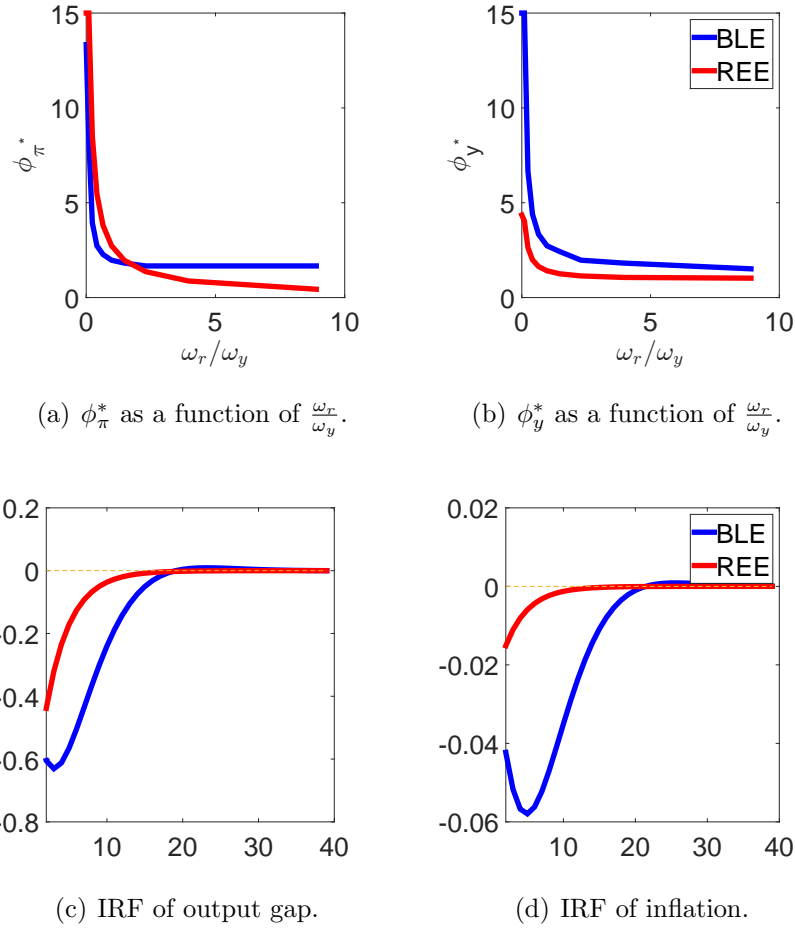 15
10
5
0
ϕπ*
0 5 10
ωr/ωy
(a) ϕ*π as a function of ωr/ωy.
15
10
5
0
ϕy*
BLE
REE
0 5 10
ωr/ωy
(b) ϕ*y as a function of ωr/ωy.
0.2
0
-0.2
-0.4
-0.6
-0.8
10 20 30 40
(c) IRF of output gap.
0.02
0
-0.02
-0.04
-0.06
BLE
REE
10 20 30 40
(d) IRF of inflation.